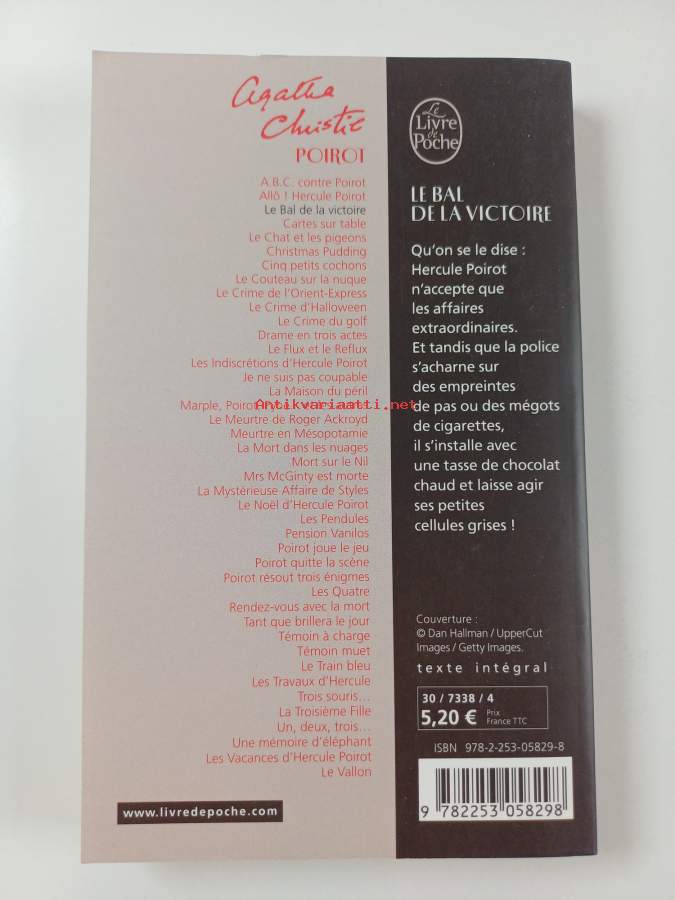 Agatha
Christie
POIROT
A.B.C. contre Poirot
Allô ! Hercule Poirot
Le Bal de la victoire
Cartes sur table
Le Chat et les pigeons
Christmas Pudding
Cinq petits cochons
Le Couteau sur la nuque
Le Crime de l'Orient-Express
Le Crime d'Halloween
Le Crime du golf
Drame en trois actes
Le Flux et le Reflux
Les Indiscrétions d'Hercule Poirot
Je ne suis pas coupable
La Maison du péril
Marple, Poirot
Antikvariaatti.net
Le Meurtre de Roger Ackroyd
Meurtre en Mésopotamie
La Mort dans les nuages
Mort sur le Nil
Mrs McGinty est morte
La Mystérieuse Affaire de Styles
Le Noël d'Hercule Poirot
Les Pendules
Pension Vanilos
Poirot joue le jeu
Poirot quitte la scène
Poirot résout trois énigmes
Les Quatre
Rendez-vous avec la mort
Tant que brillera le jour
Témoin à charge
Témoin muet
Le Train bleu
Les Travaux d'Hercule
Trois souris...
La Troisième Fille
Un, deux, trois...
Une mémoire d'éléphant
Les Vacances d'Hercule Poirot
Le Vallon
www.livredepoche.com
Le
Livre
de
Poche
LE BAL
DE LA VICTOIRE
Qu'on se le dise :
Hercule Poirot
n'accepte que
les affaires
extraordinaires.
Et tandis que la police
s'acharne sur
des empreintes
de pas ou des mégots
de cigarettes,
il s'installe avec
une tasse de chocolat
chaud et laisse agir
ses petites
cellules grises !
Couverture :
© Dan Hallman / UpperCut
Images / Getty Images.
texte intégral
30 / 7338 / 4
5,20 € Prix
France TTC
ISBN 978-2-253-05829-8
9 782253 058298